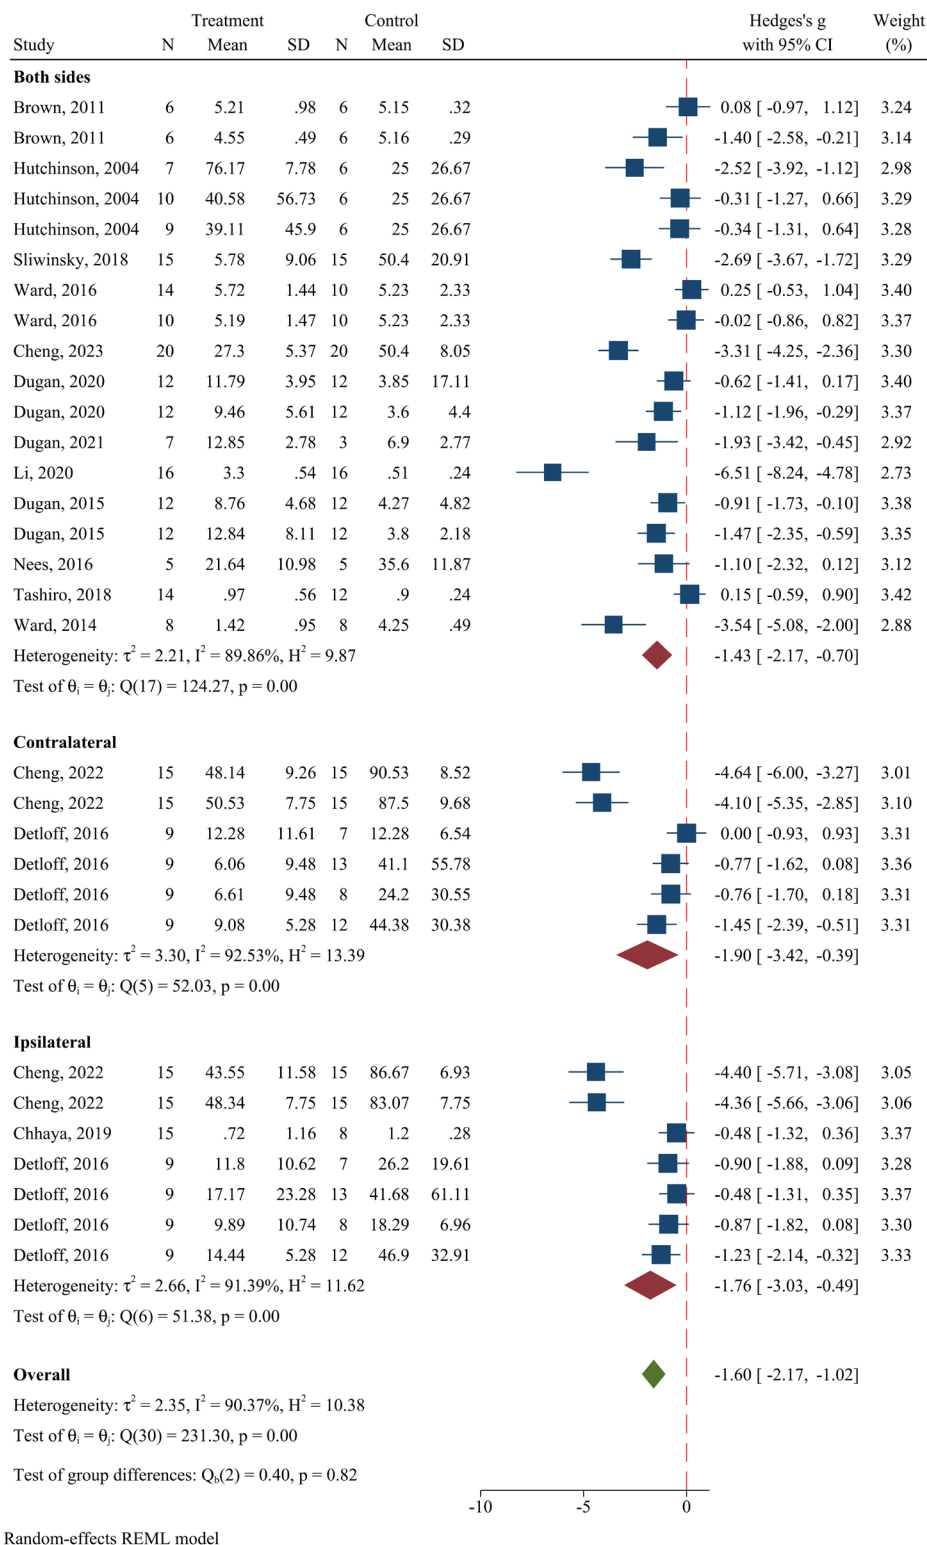 Treatment Control Hedges's g Weight
Study N Mean SD N Mean SD with 95% CI (%)
Both sides
Brown, 2011 6 5.21 .98 6 5.15 .32 0.08 [ -0.97, 1.12] 3.24
Brown, 2011 6 4.55 .49 6 5.16 .29 -1.40 [ -2.58, -0.21] 3.14
Hutchinson, 2004 7 76.17 7.78 6 25 26.67 -2.52 [ -3.92, -1.12] 2.98
Hutchinson, 2004 10 40.58 56.73 6 25 26.67 -0.31 [ -1.27, 0.66] 3.29
Hutchinson, 2004 9 39.11 45.9 6 25 26.67 -0.34 [ -1.31, 0.64] 3.28
Sliwinsky, 2018 15 5.78 9.06 15 50.4 20.91 -2.69 [ -3.67, -1.72] 3.29
Ward, 2016 14 5.72 1.44 10 5.23 2.33 0.25 [ -0.53, 1.04] 3.40
Ward, 2016 10 5.19 1.47 10 5.23 2.33 -0.02 [ -0.86, 0.82] 3.37
Cheng, 2023 20 27.3 5.37 20 50.4 8.05 -3.31 [ -4.25, -2.36] 3.30
Dugan, 2020 12 11.79 3.95 12 3.85 17.11 -0.62 [ -1.41, 0.17] 3.40
Dugan, 2020 12 9.46 5.61 12 3.6 4.4 -1.12 [ -1.96, -0.29] 3.37
Dugan, 2021 7 12.85 2.78 3 6.9 2.77 -1.93 [ -3.42, -0.45] 2.92
Li, 2020 16 3.3 .54 16 .51 .24 -6.51 [ -8.24, -4.78] 2.73
Dugan, 2015 12 8.76 4.68 12 4.27 4.82 -0.91 [ -1.73, -0.10] 3.38
Dugan, 2015 12 12.84 8.11 12 3.8 2.18 -1.47 [ -2.35, -0.59] 3.35
Nees, 2016 5 21.64 10.98 5 35.6 11.87 -1.10 [ -2.32, 0.12] 3.12
Tashiro, 2018 14 .97 .56 12 .9 .24 0.15 [ -0.59, 0.90] 3.42
Ward, 2014 8 1.42 .95 8 4.25 .49 -3.54 [ -5.08, -2.00] 2.88
Heterogeneity: τ² = 2.21, I² = 89.86%, H² = 9.87 -1.43 [ -2.17, -0.70]
Test of θᵢ = θⱼ: Q(17) = 124.27, p = 0.00
Contralateral
Cheng, 2022 15 48.14 9.26 15 90.53 8.52 -4.64 [ -6.00, -3.27] 3.01
Cheng, 2022 15 50.53 7.75 15 87.5 9.68 -4.10 [ -5.35, -2.85] 3.10
Detloff, 2016 9 12.28 11.61 7 12.28 6.54 0.00 [ -0.93, 0.93] 3.31
Detloff, 2016 9 6.06 9.48 13 41.1 55.78 -0.77 [ -1.62, 0.08] 3.36
Detloff, 2016 9 6.61 9.48 8 24.2 30.55 -0.76 [ -1.70, 0.18] 3.31
Detloff, 2016 9 9.08 5.28 12 44.38 30.38 -1.45 [ -2.39, -0.51] 3.31
Heterogeneity: τ² = 3.30, I² = 92.53%, H² = 13.39 -1.90 [ -3.42, -0.39]
Test of θᵢ = θⱼ: Q(5) = 52.03, p = 0.00
Ipsilateral
Cheng, 2022 15 43.55 11.58 15 86.67 6.93 -4.40 [ -5.71, -3.08] 3.05
Cheng, 2022 15 48.34 7.75 15 83.07 7.75 -4.36 [ -5.66, -3.06] 3.06
Chhaya, 2019 15 .72 1.16 8 1.2 .28 -0.48 [ -1.32, 0.36] 3.37
Detloff, 2016 9 11.8 10.62 7 26.2 19.61 -0.90 [ -1.88, 0.09] 3.28
Detloff, 2016 9 17.17 23.28 13 41.68 61.11 -0.48 [ -1.31, 0.35] 3.37
Detloff, 2016 9 9.89 10.74 8 18.29 6.96 -0.87 [ -1.82, 0.08] 3.30
Detloff, 2016 9 14.44 5.28 12 46.9 32.91 -1.23 [ -2.14, -0.32] 3.33
Heterogeneity: τ² = 2.66, I² = 91.39%, H² = 11.62 -1.76 [ -3.03, -0.49]
Test of θᵢ = θⱼ: Q(6) = 51.38, p = 0.00
Overall -1.60 [ -2.17, -1.02]
Heterogeneity: τ² = 2.35, I² = 90.37%, H² = 10.38
Test of θᵢ = θⱼ: Q(30) = 231.30, p = 0.00
Test of group differences: Q_b(2) = 0.40, p = 0.82
-10 -5 0
Random-effects REML model